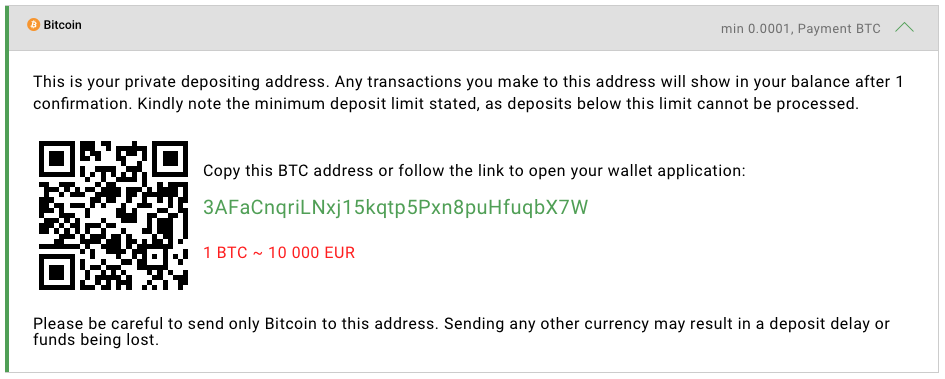 Bitcoin
min 0.0001, Payment BTC
This is your private depositing address. Any transactions you make to this address will show in your balance after 1
confirmation. Kindly note the minimum deposit limit stated, as deposits below this limit cannot be processed.
Copy this BTC address or follow the link to open your wallet application:
3AFaCnqriLNxj15kqtp5Pxn8puHfuqbX7W
1 BTC ~ 10 000 EUR
Please be careful to send only Bitcoin to this address. Sending any other currency may result in a deposit delay or
funds being lost.